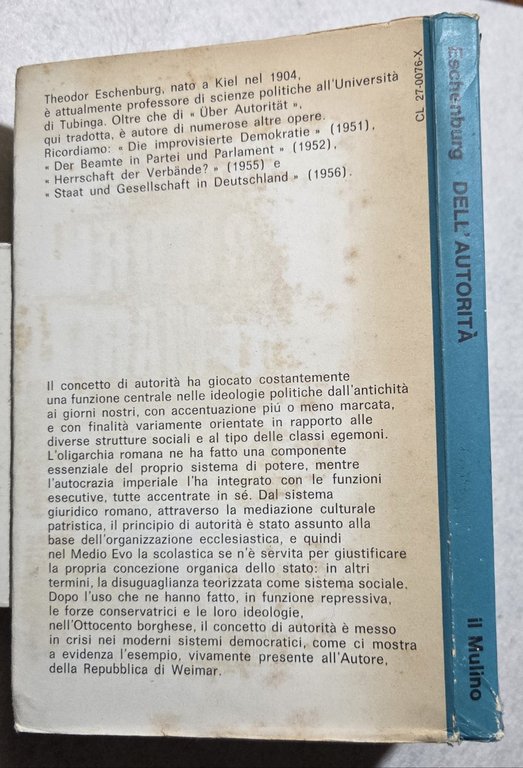 Theodor Eschenburg, nato a Kiel nel 1904,
è attualmente professore di scienze politiche all'Università
di Tubinga. Oltre che di « Über Autorität »,
qui tradotta, è autore di numerose altre opere.
Ricordiamo: « Die improvisierte Demokratie » (1951),
« Der Beamte in Partei und Parlament » (1952),
« Herrschaft der Verbände? » (1955) e
« Staat und Gesellschaft in Deutschland » (1956).
Il concetto di autorità ha giocato costantemente
una funzione centrale nelle ideologie politiche dall'antichità
ai giorni nostri, con accentuazione piú o meno marcata,
e con finalità variamente orientate in rapporto alle
diverse strutture sociali e al tipo delle classi egemoni.
L'oligarchia romana ne ha fatto una componente
essenziale del proprio sistema di potere, mentre
l'autocrazia imperiale l'ha integrato con le funzioni
esecutive, tutte accentrate in sé. Dal sistema
giuridico romano, attraverso la mediazione culturale
patristica, il principio di autorità è stato assunto alla
base dell'organizzazione ecclesiastica, e quindi
nel Medio Evo la scolastica se n'è servita per giustificare
la propria concezione organica dello stato: in altri
termini, la disuguaglianza teorizzata come sistema sociale.
Dopo l'uso che ne hanno fatto, in funzione repressiva,
le forze conservatrici e le loro ideologie,
nell'Ottocento borghese, il concetto di autorità è messo
in crisi nei moderni sistemi democratici, come ci mostra
a evidenza l'esempio, vivamente presente all'Autore,
della Repubblica di Weimar.
CL 27-0076-X
Eschenburg DELL'AUTORITÀ
il Mulino